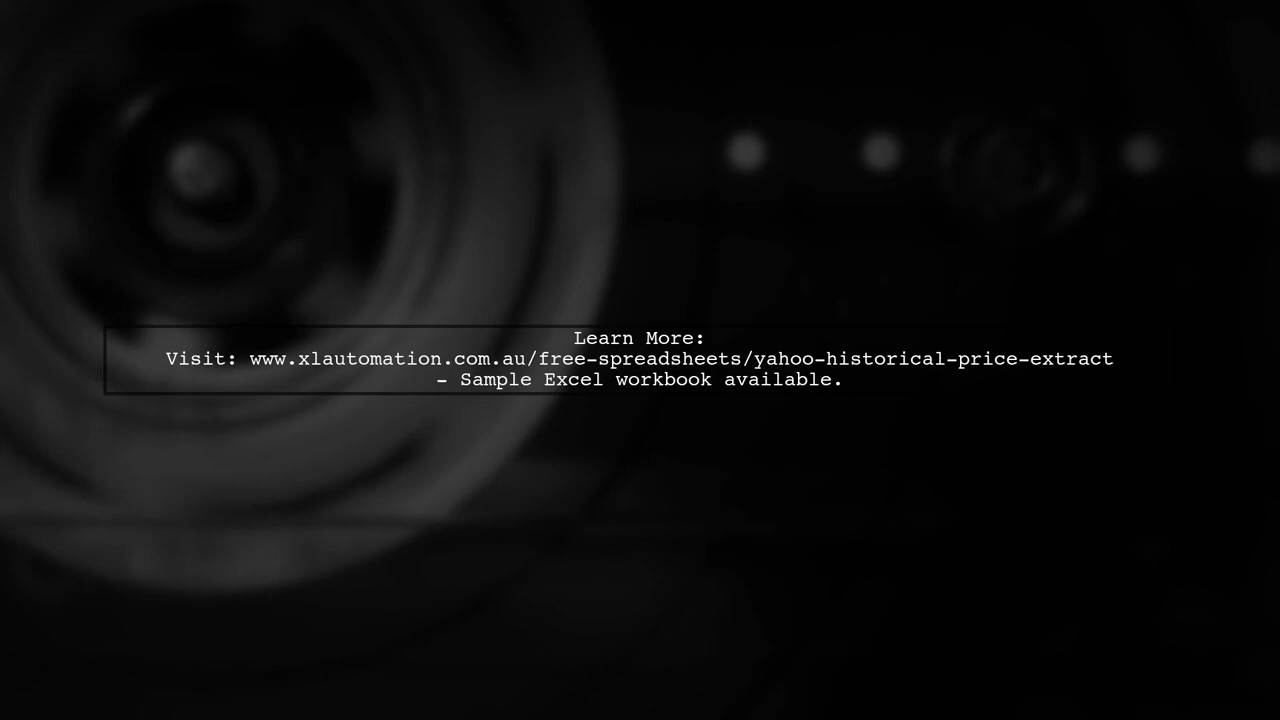 Learn More:
Visit: www.xlautomation.com.au/free-spreadsheets/yahoo-historical-price-extract
- Sample Excel workbook available.